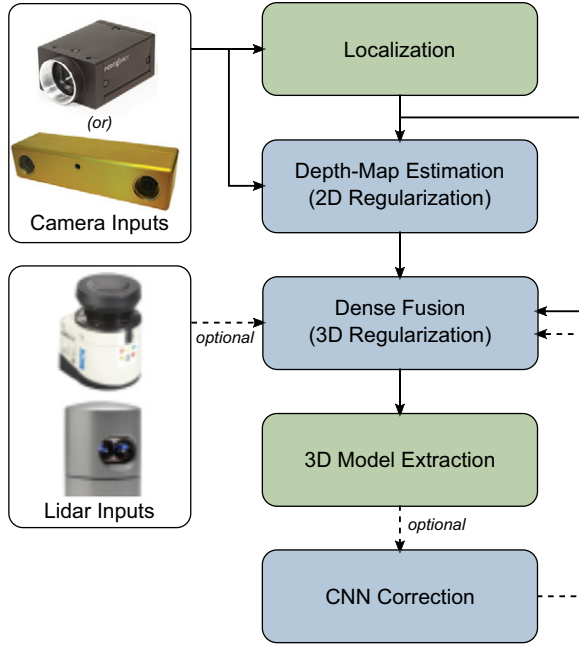 Localization
(or)
Camera Inputs
Depth-Map Estimation
(2D Regularization)
optional
Dense Fusion
(3D Regularization)
Lidar Inputs
3D Model Extraction
optional
CNN Correction